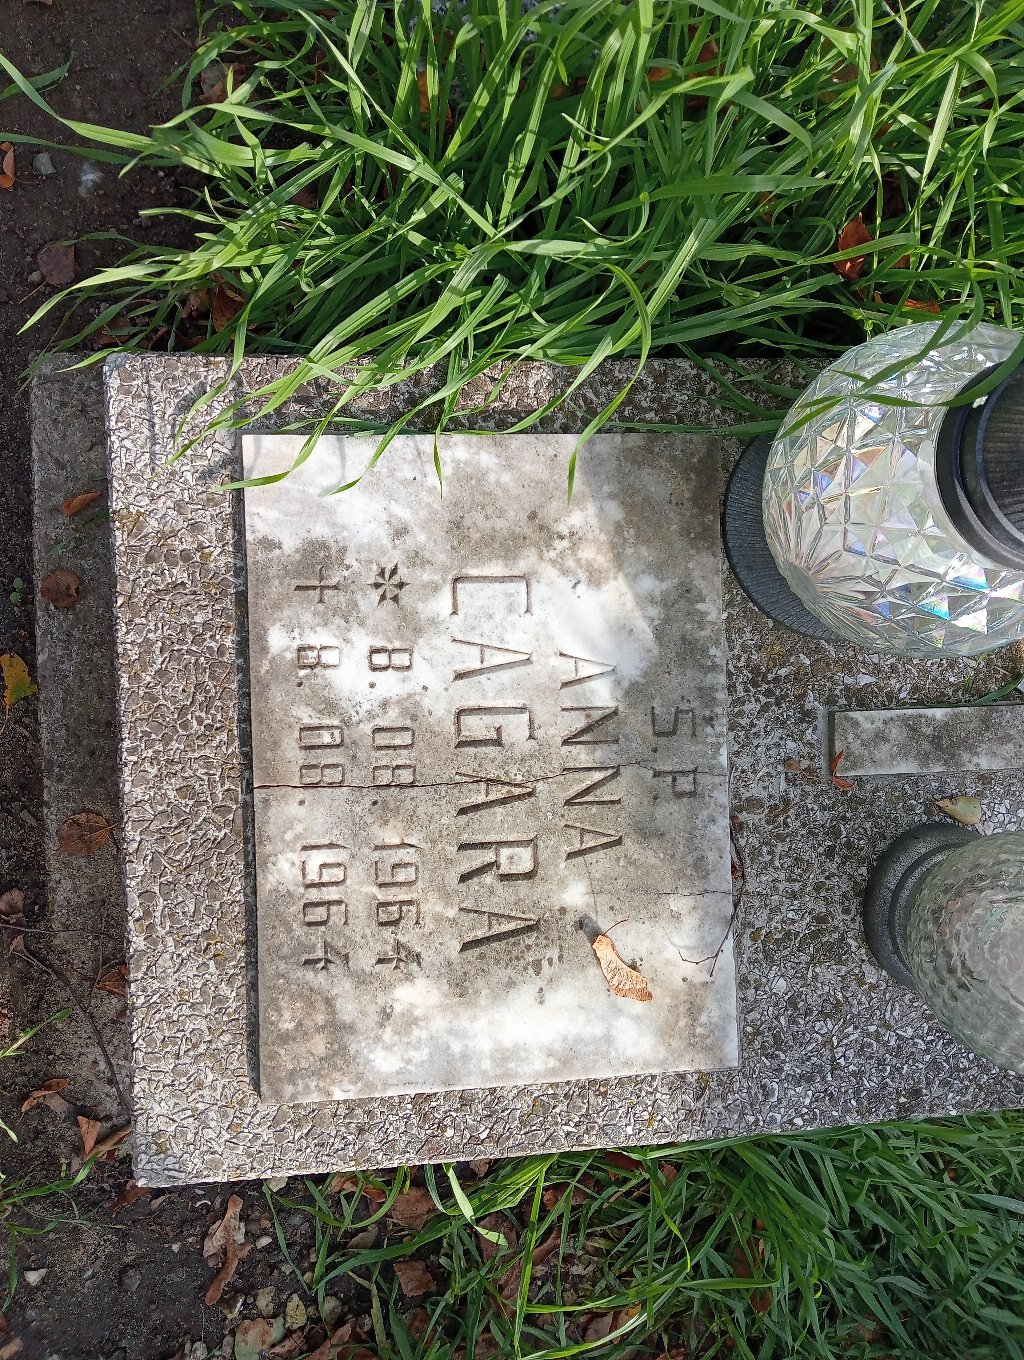 S.P.
ANNA
CAGARA
* 8. 08. 1964
+ 8. 08. 1964